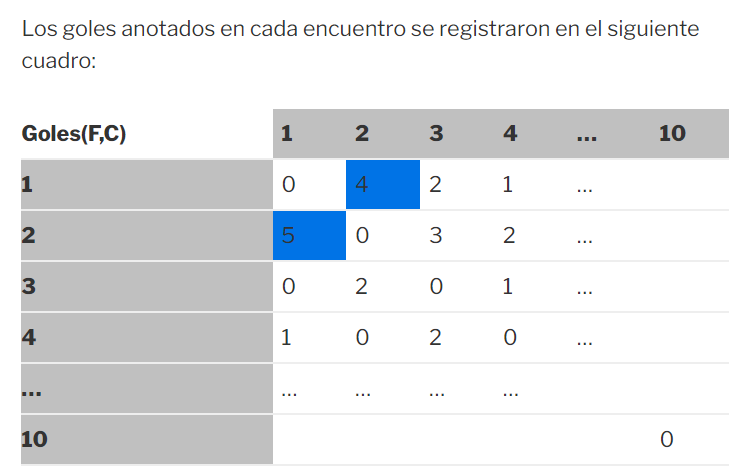 Los goles anotados en cada encuentro se registraron en el siguiente
cuadro:
Goles(F,C) 1 2 3 4 ... 10
1 0 4 2 1 ...
2 5 0 3 2 ...
3 0 2 0 1 ...
4 1 0 2 0 ...
... ... ... ... ...
10 0